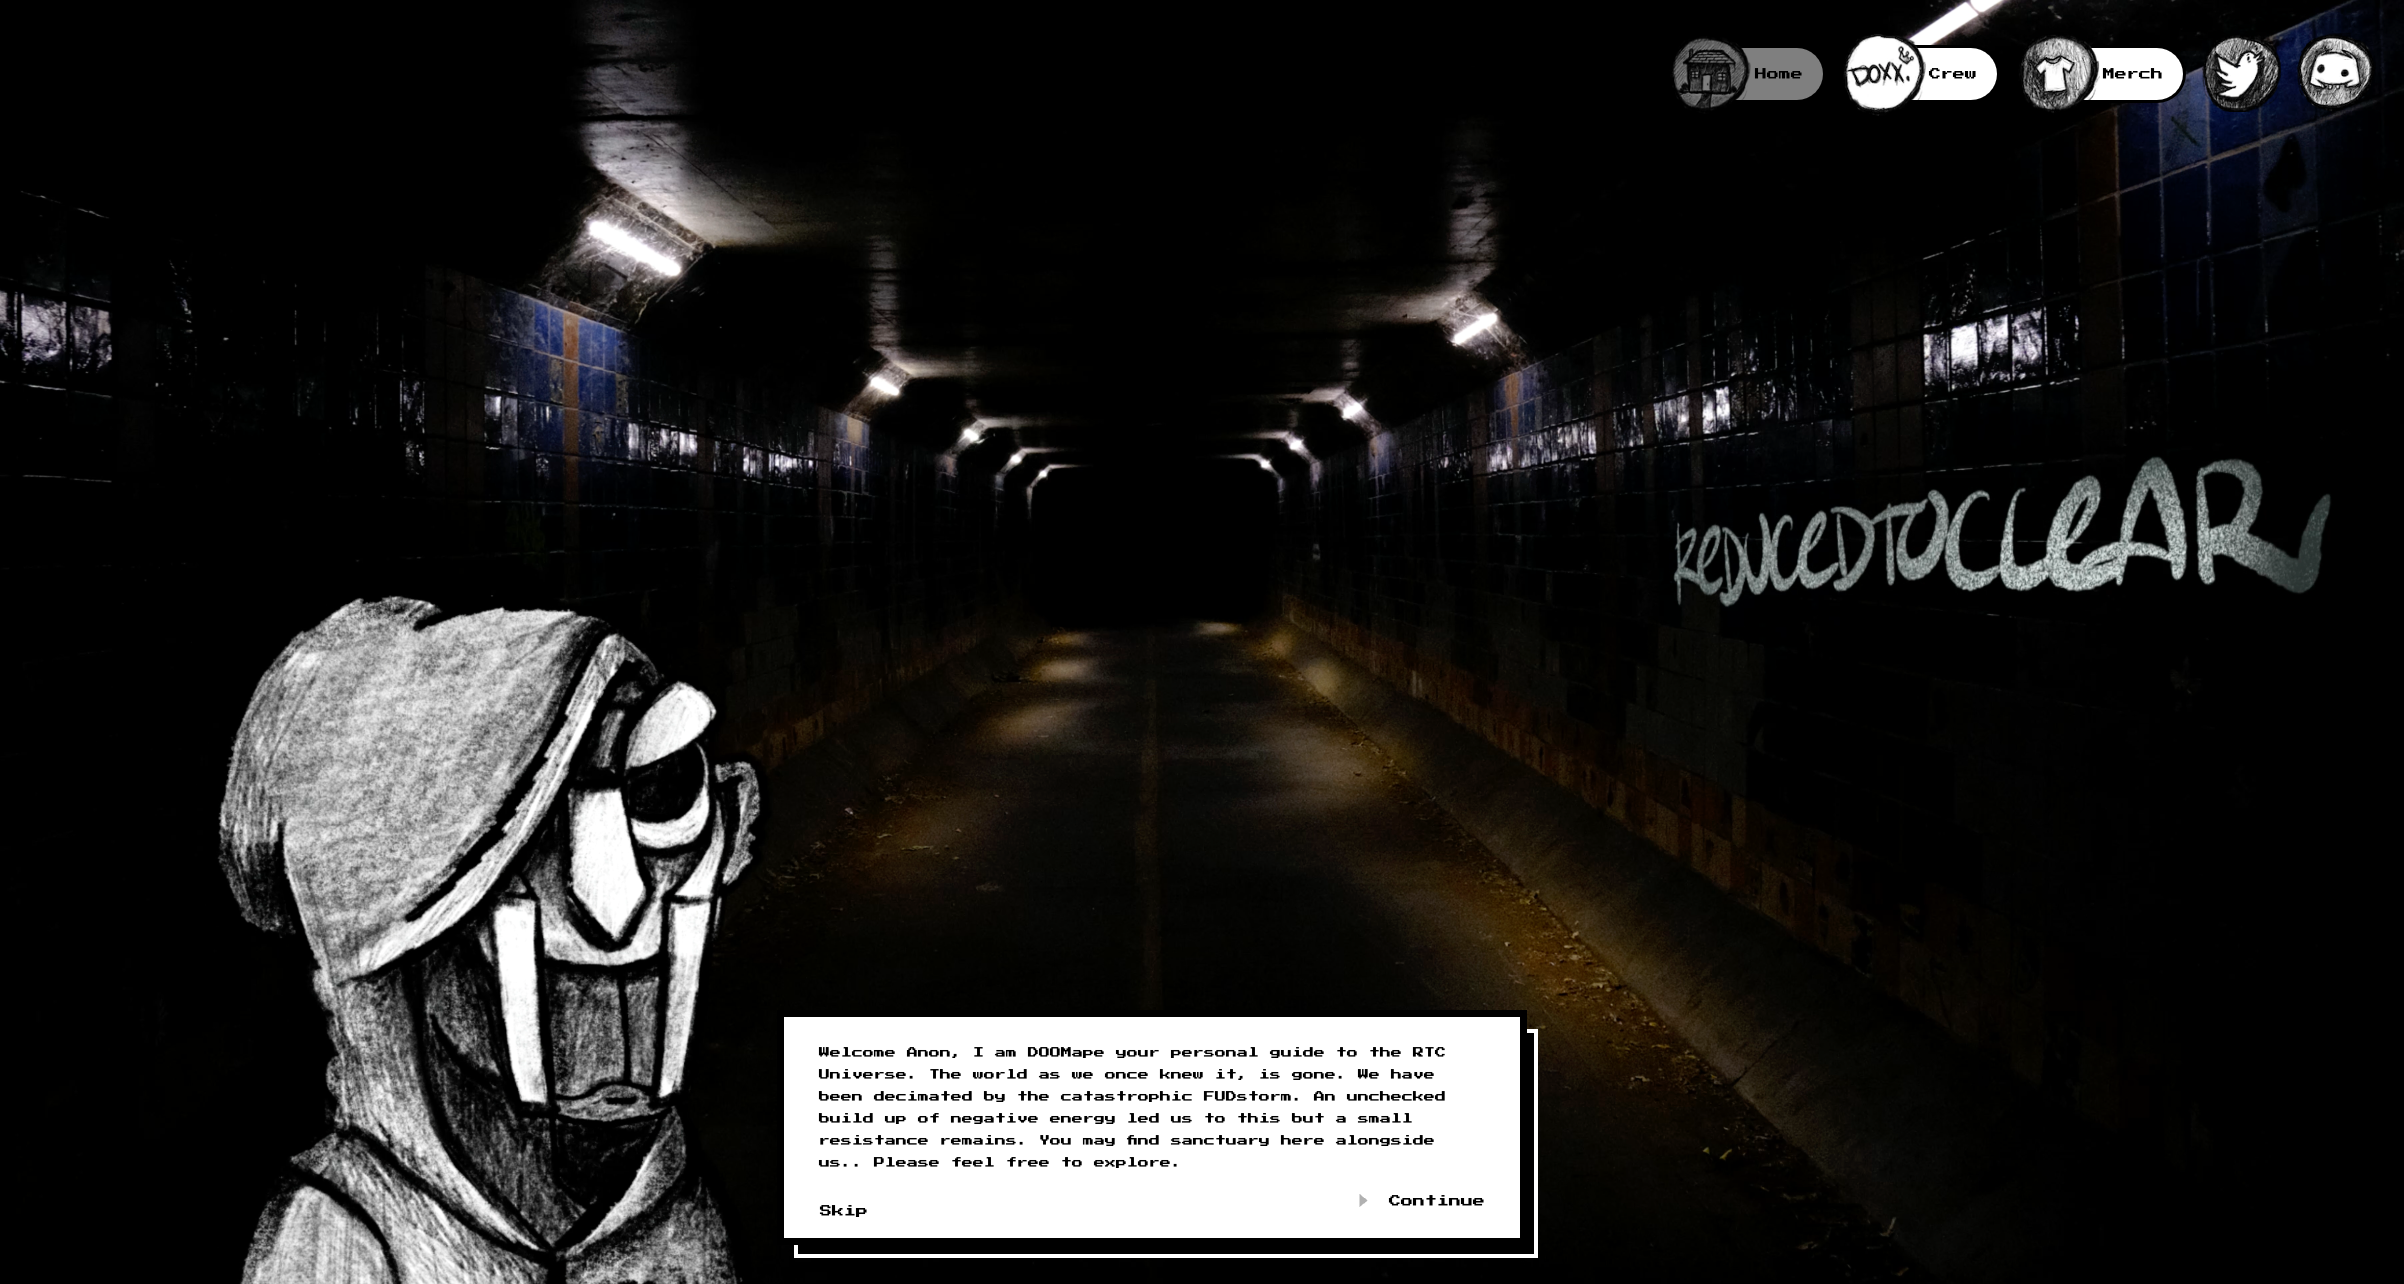 Home
DOXX.
Crew
Merch
REDUCEDTOCLEAR
Welcome Anon, I am DOOMape your personal guide to the RTC
Universe. The world as we once knew it, is gone. We have
been decimated by the catastrophic FUDstorm. An unchecked
build up of negative energy led us to this but a small
resistance remains. You may find sanctuary here alongside
us.. Please feel free to explore.
Skip
Continue